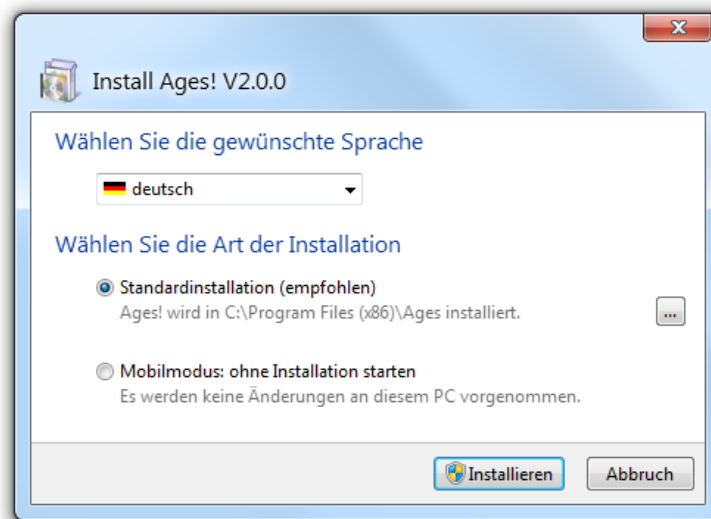 Install Ages! V2.0.0
Wählen Sie die gewünschte Sprache
deutsch
Wählen Sie die Art der Installation
Standardinstallation (empfohlen)
Ages! wird in C:\Program Files (x86)\Ages installiert.
...
Mobilmodus: ohne Installation starten
Es werden keine Änderungen an diesem PC vorgenommen.
Installieren Abbruch